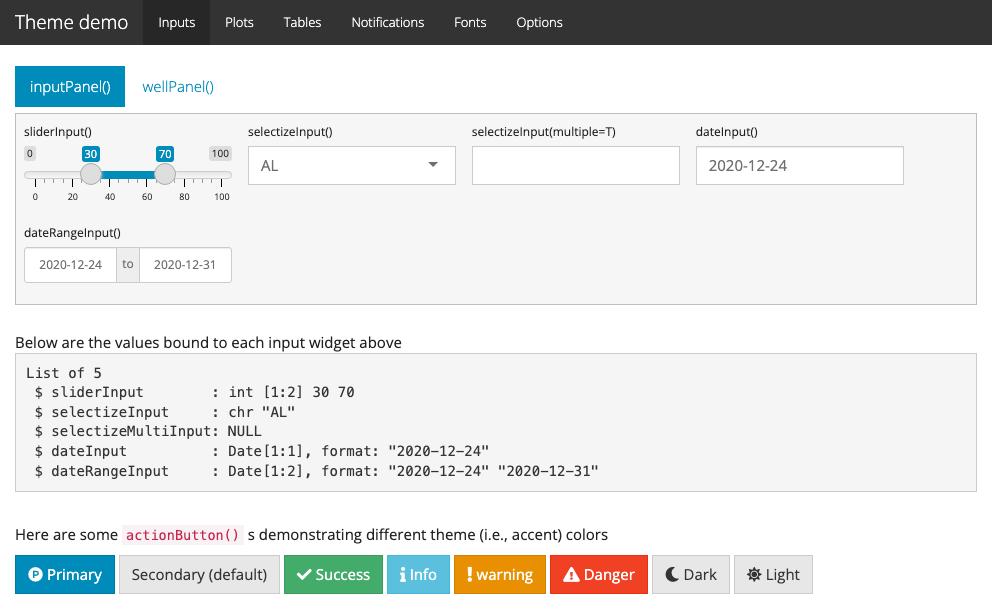 Theme demo Inputs Plots Tables Notifications Fonts Options
inputPanel() wellPanel()
sliderInput() selectizeInput() selectizeInput(multiple=T) dateInput()
0 30 70 100
AL 2020-12-24
0 20 40 60 80 100
dateRangeInput()
2020-12-24 to 2020-12-31
Below are the values bound to each input widget above
List of 5
 $ sliderInput        : int [1:2] 30 70
 $ selectizeInput     : chr "AL"
 $ selectizeMultiInput: NULL
 $ dateInput          : Date[1:1], format: "2020-12-24"
 $ dateRangeInput     : Date[1:2], format: "2020-12-24" "2020-12-31"
Here are some actionButton() s demonstrating different theme (i.e., accent) colors
Primary Secondary (default) Success Info warning Danger Dark Light